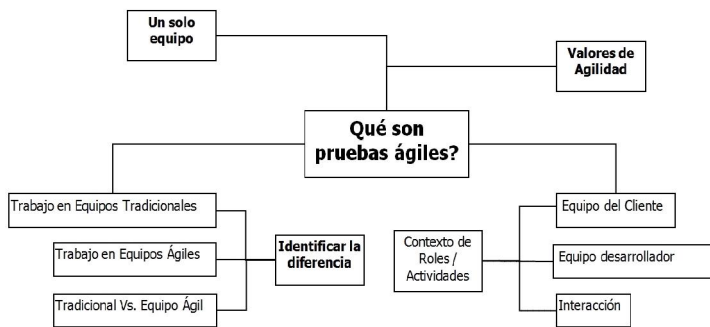 Un solo
equipo
Valores de
Agilidad
Qué son
pruebas ágiles?
Trabajo en Equipos Tradicionales
Trabajo en Equipos Ágiles
Tradicional Vs. Equipo Ágil
Identificar la
diferencia
Contexto de
Roles /
Actividades
Equipo del Cliente
Equipo desarrollador
Interacción